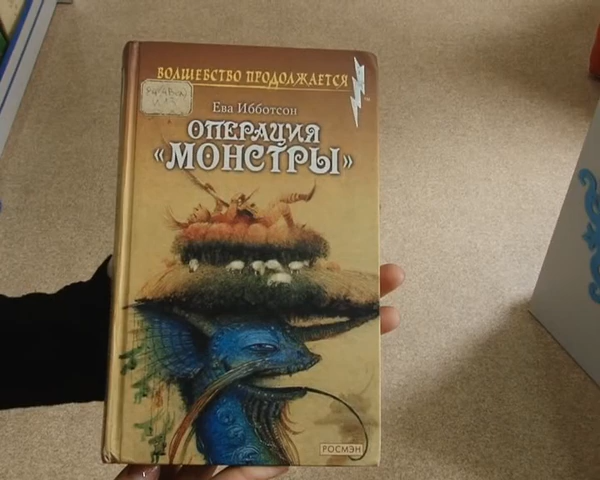 ВОЛШЕБСТВО ПРОДОЛЖАЕТСЯ
Ева Ибботсон
ОПЕРАЦИЯ
«МОНСТРЫ»
РОСМЭН